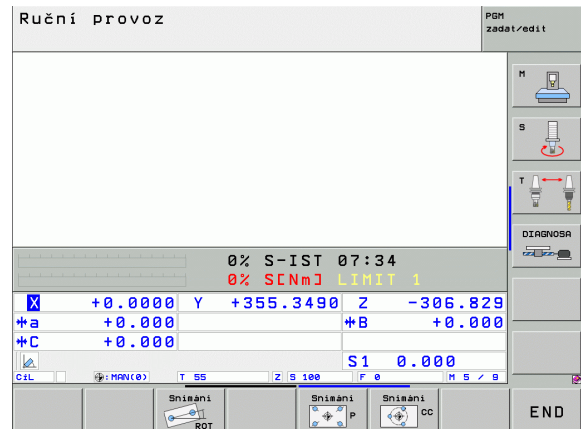 Ruční provoz
PGM
zadat/edit
M
S
T
DIAGNOSA
0% S-IST 07:34
0% S[Nm] LIMIT 1
X +0.0000 Y +355.3490 Z -306.829
a +0.000 B +0.000
C +0.000
S1 0.000
CíL : MAN(0) T 55 Z S 100 F 0 M 5 / 9
Snímání
ROT
Snímání
P
Snímání
CC
END